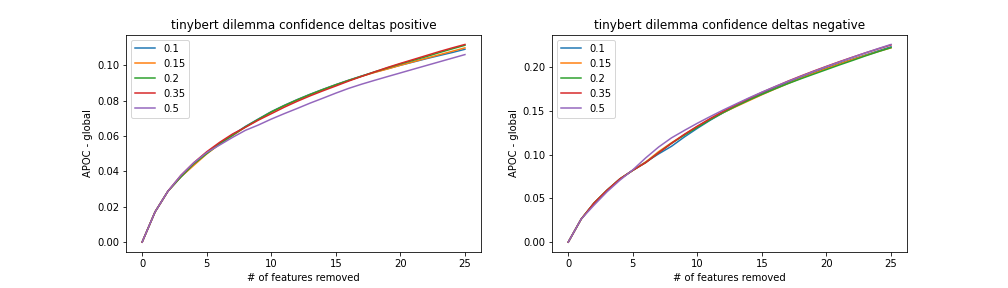 tinybert dilemma confidence deltas positive
0.1
0.15
0.2
0.35
0.5
APOC - global
0.10
0.08
0.06
0.04
0.02
0.00
0 5 10 15 20 25
# of features removed
tinybert dilemma confidence deltas negative
0.1
0.15
0.2
0.35
0.5
APOC - global
0.20
0.15
0.10
0.05
0.00
0 5 10 15 20 25
# of features removed